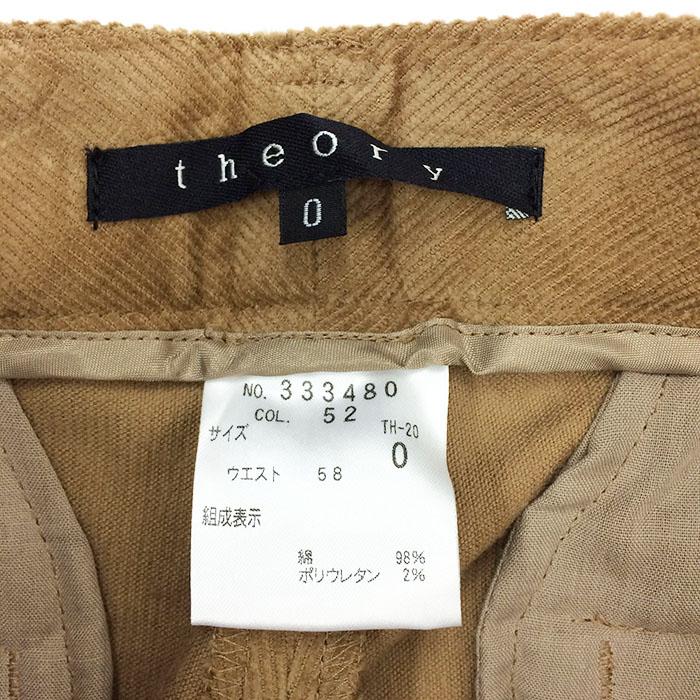 theory
0
NO. 333480
COL. 52
サイズ TH-20
0
ウエスト 58
組成表示
綿 98%
ポリウレタン 2%